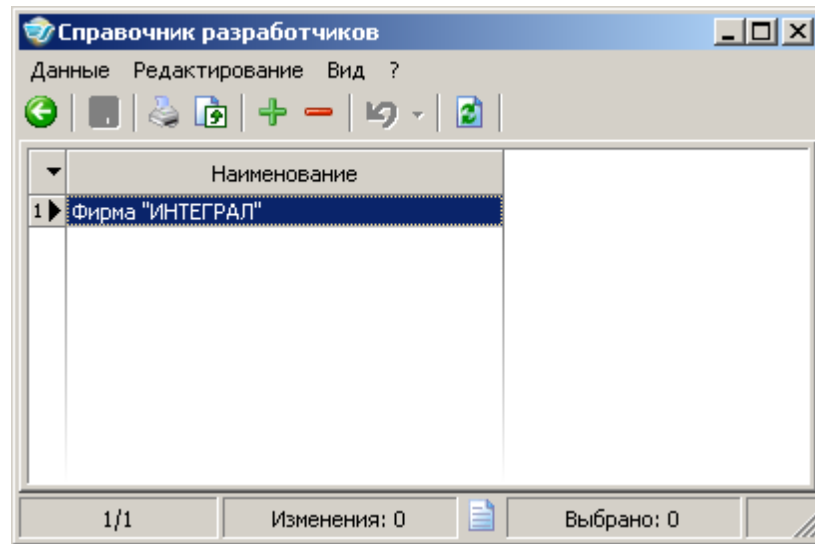 Справочник разработчиков
Данные Редактирование Вид ?
Наименование
1 Фирма "ИНТЕГРАЛ"
1/1 Изменения: 0 Выбрано: 0